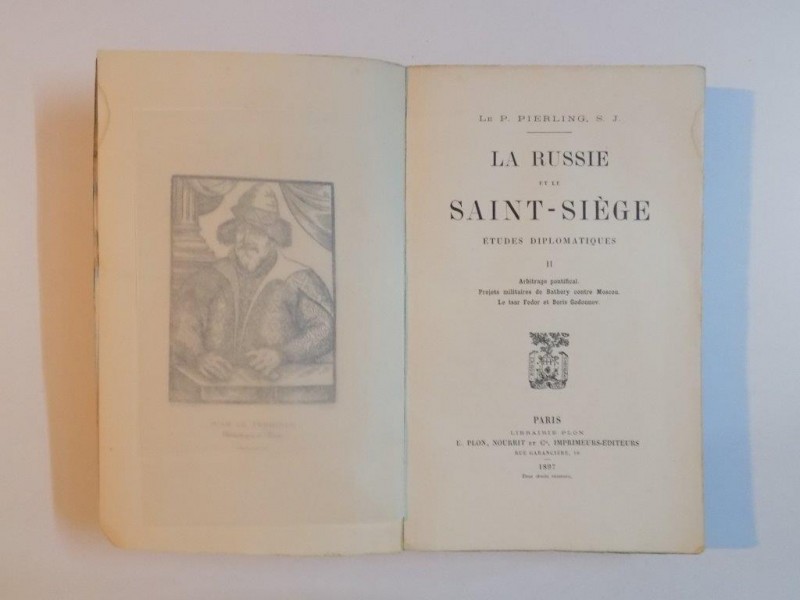 LE P. PIERLING, S. J.
LA RUSSIE
ET LE
SAINT-SIÈGE
ÉTUDES DIPLOMATIQUES
II
Arbitrage pontifical.
Projets militaires de Bathory contre Moscou.
Le tsar Fedor et Boris Godounov.
PARIS
LIBRAIRIE PLON
E. PLON, NOURRIT ET Cie, IMPRIMEURS-ÉDITEURS
RUE GARANCIÈRE, 10
1897
Tous droits réservés.